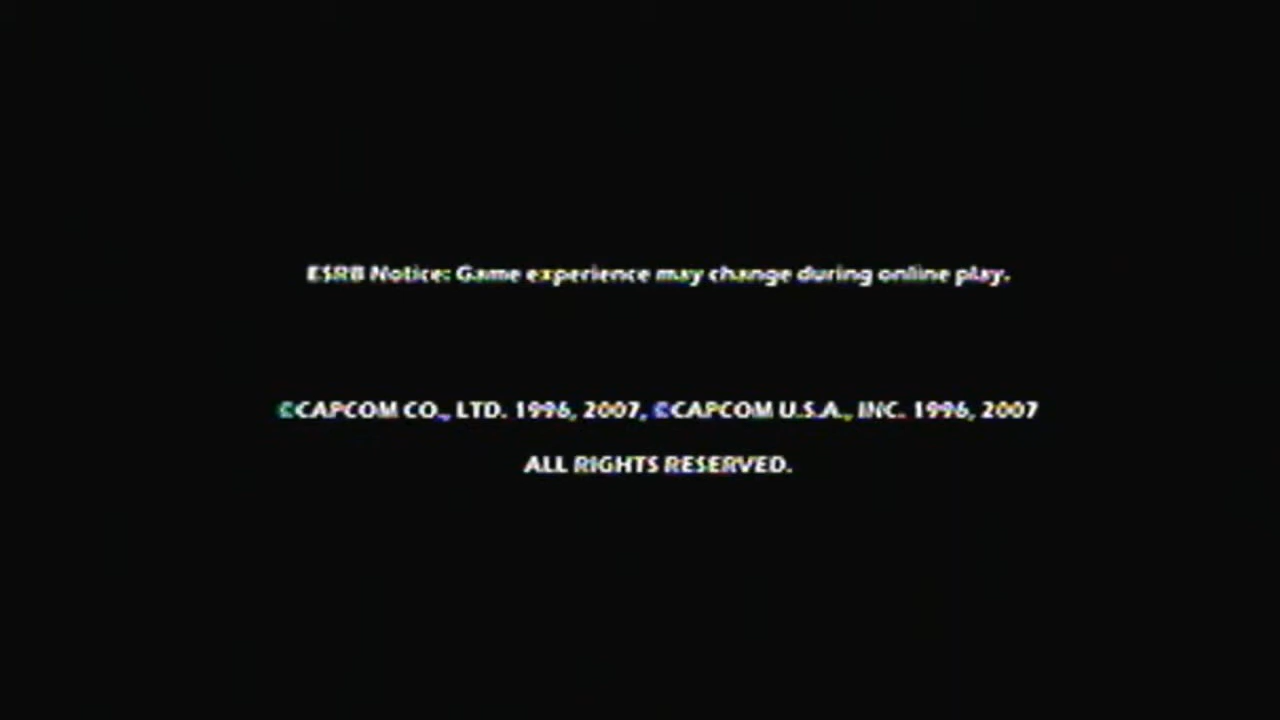 ESRB Notice: Game experience may change during online play.
©CAPCOM CO., LTD. 1996, 2007, ©CAPCOM U.S.A., INC. 1996, 2007
ALL RIGHTS RESERVED.